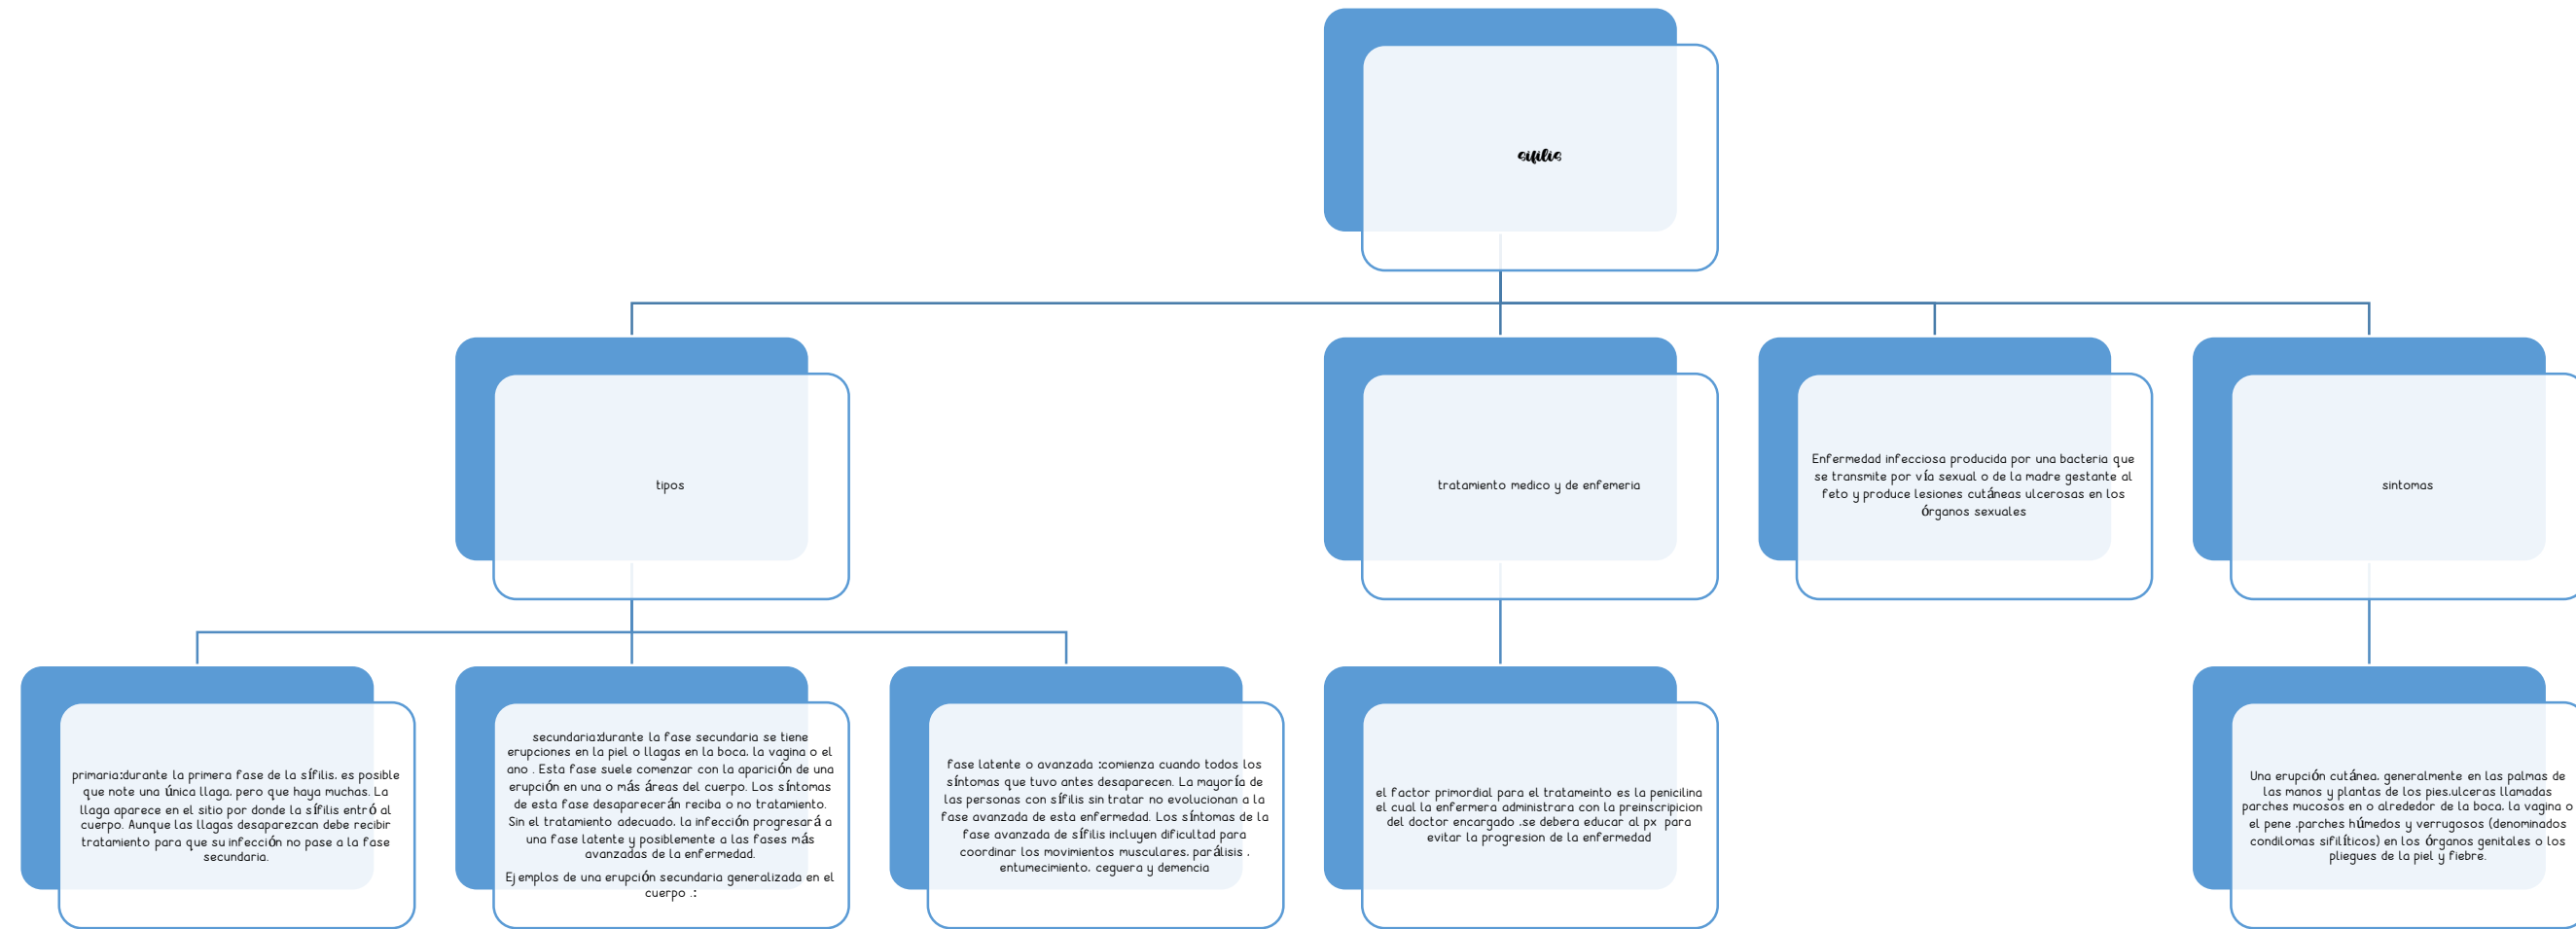 sifilis
tipos
tratamiento medico y de enfemeria
Enfermedad infecciosa producida por una bacteria que
se transmite por vía sexual o de la madre gestante al
feto y produce lesiones cutáneas ulcerosas en los
órganos sexuales
sintomas
primaria:durante la primera fase de la sífilis, es posible
que note una única llaga, pero que haya muchas. La
llaga aparece en el sitio por donde la sífilis entró al
cuerpo. Aunque las llagas desaparezcan debe recibir
tratamiento para que su infección no pase a la fase
secundaria.
secundaria:durante la fase secundaria se tiene
erupciones en la piel o llagas en la boca, la vagina o el
ano . Esta fase suele comenzar con la aparición de una
erupción en una o más áreas del cuerpo. Los síntomas
de esta fase desaparecerán reciba o no tratamiento.
Sin el tratamiento adecuado, la infección progresará a
una fase latente y posiblemente a las fases más
avanzadas de la enfermedad.
Ejemplos de una erupción secundaria generalizada en el
cuerpo .:
fase latente o avanzada :comienza cuando todos los
síntomas que tuvo antes desaparecen. La mayoría de
las personas con sífilis sin tratar no evolucionan a la
fase avanzada de esta enfermedad. Los síntomas de la
fase avanzada de sífilis incluyen dificultad para
coordinar los movimientos musculares, parálisis ,
entumecimiento, ceguera y demencia
el factor primordial para el tratameinto es la penicilina
el cual la enfermera administrara con la preinscripicion
del doctor encargado .se debera educar al px para
evitar la progresion de la enfermedad
Una erupción cutánea, generalmente en las palmas de
las manos y plantas de los pies,ulceras llamadas
parches mucosos en o alrededor de la boca, la vagina o
el pene ,parches húmedos y verrugosos (denominados
condilomas sifilíticos) en los órganos genitales o los
pliegues de la piel y fiebre.